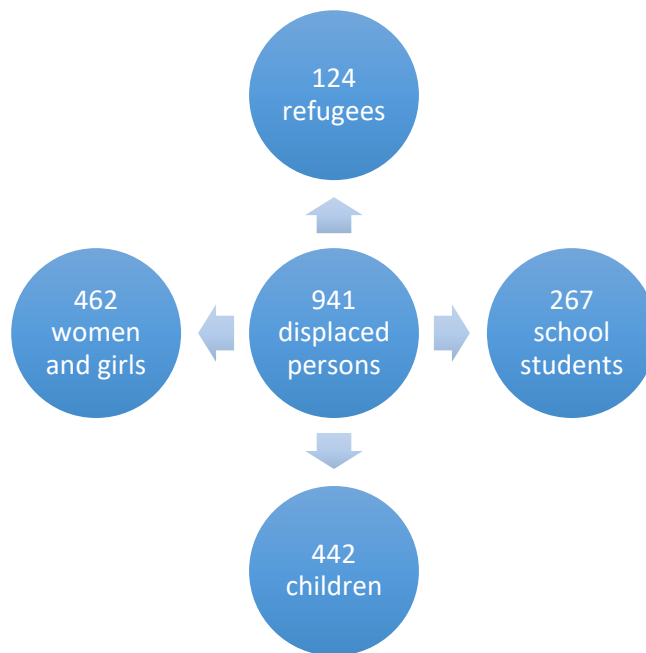 124
refugees
462
women
and girls
941
displaced
persons
267
school
students
442
children